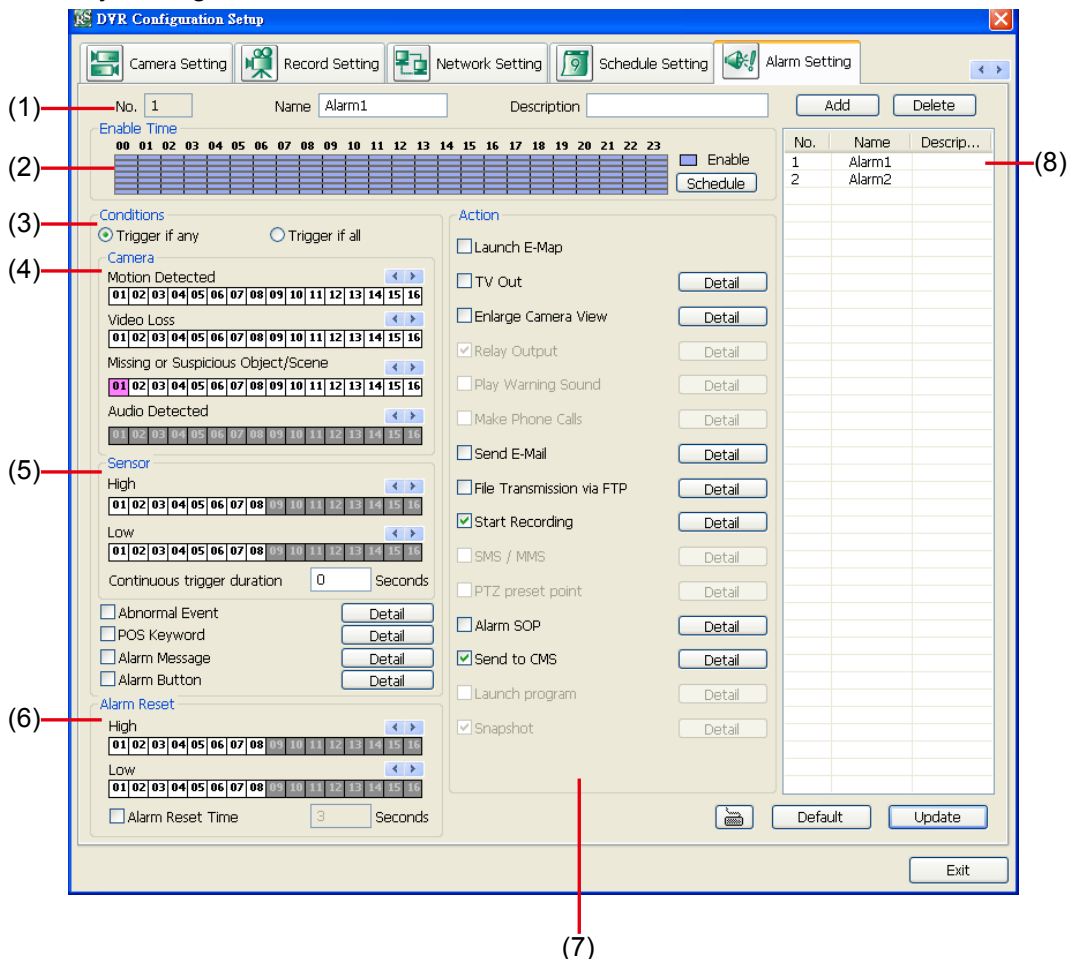 DVR Configuration Setup
Camera Setting Record Setting Network Setting Schedule Setting Alarm Setting
(1) No. 1 Name Alarm1 Description Add Delete
Enable Time
00 01 02 03 04 05 06 07 08 09 10 11 12 13 14 15 16 17 18 19 20 21 22 23
(2) Enable
Schedule
No. Name Descrip...
1 Alarm1
2 Alarm2
(8)
(3) Conditions
Trigger if any Trigger if all
(4) Camera
Motion Detected
01 02 03 04 05 06 07 08 09 10 11 12 13 14 15 16
Video Loss
01 02 03 04 05 06 07 08 09 10 11 12 13 14 15 16
Missing or Suspicious Object/Scene
01 02 03 04 05 06 07 08 09 10 11 12 13 14 15 16
Audio Detected
01 02 03 04 05 06 07 08 09 10 11 12 13 14 15 16
(5) Sensor
High
01 02 03 04 05 06 07 08 09 10 11 12 13 14 15 16
Low
01 02 03 04 05 06 07 08 09 10 11 12 13 14 15 16
Continuous trigger duration 0 Seconds
Abnormal Event Detail
POS Keyword Detail
Alarm Message Detail
Alarm Button Detail
(6) Alarm Reset
High
01 02 03 04 05 06 07 08 09 10 11 12 13 14 15 16
Low
01 02 03 04 05 06 07 08 09 10 11 12 13 14 15 16
Alarm Reset Time 3 Seconds
Action
Launch E-Map
TV Out Detail
Enlarge Camera View Detail
Relay Output Detail
Play Warning Sound Detail
Make Phone Calls Detail
Send E-Mail Detail
File Transmission via FTP Detail
Start Recording Detail
SMS / MMS Detail
PTZ preset point Detail
Alarm SOP Detail
Send to CMS Detail
Launch program Detail
Snapshot Detail
Default Update
Exit
(7)